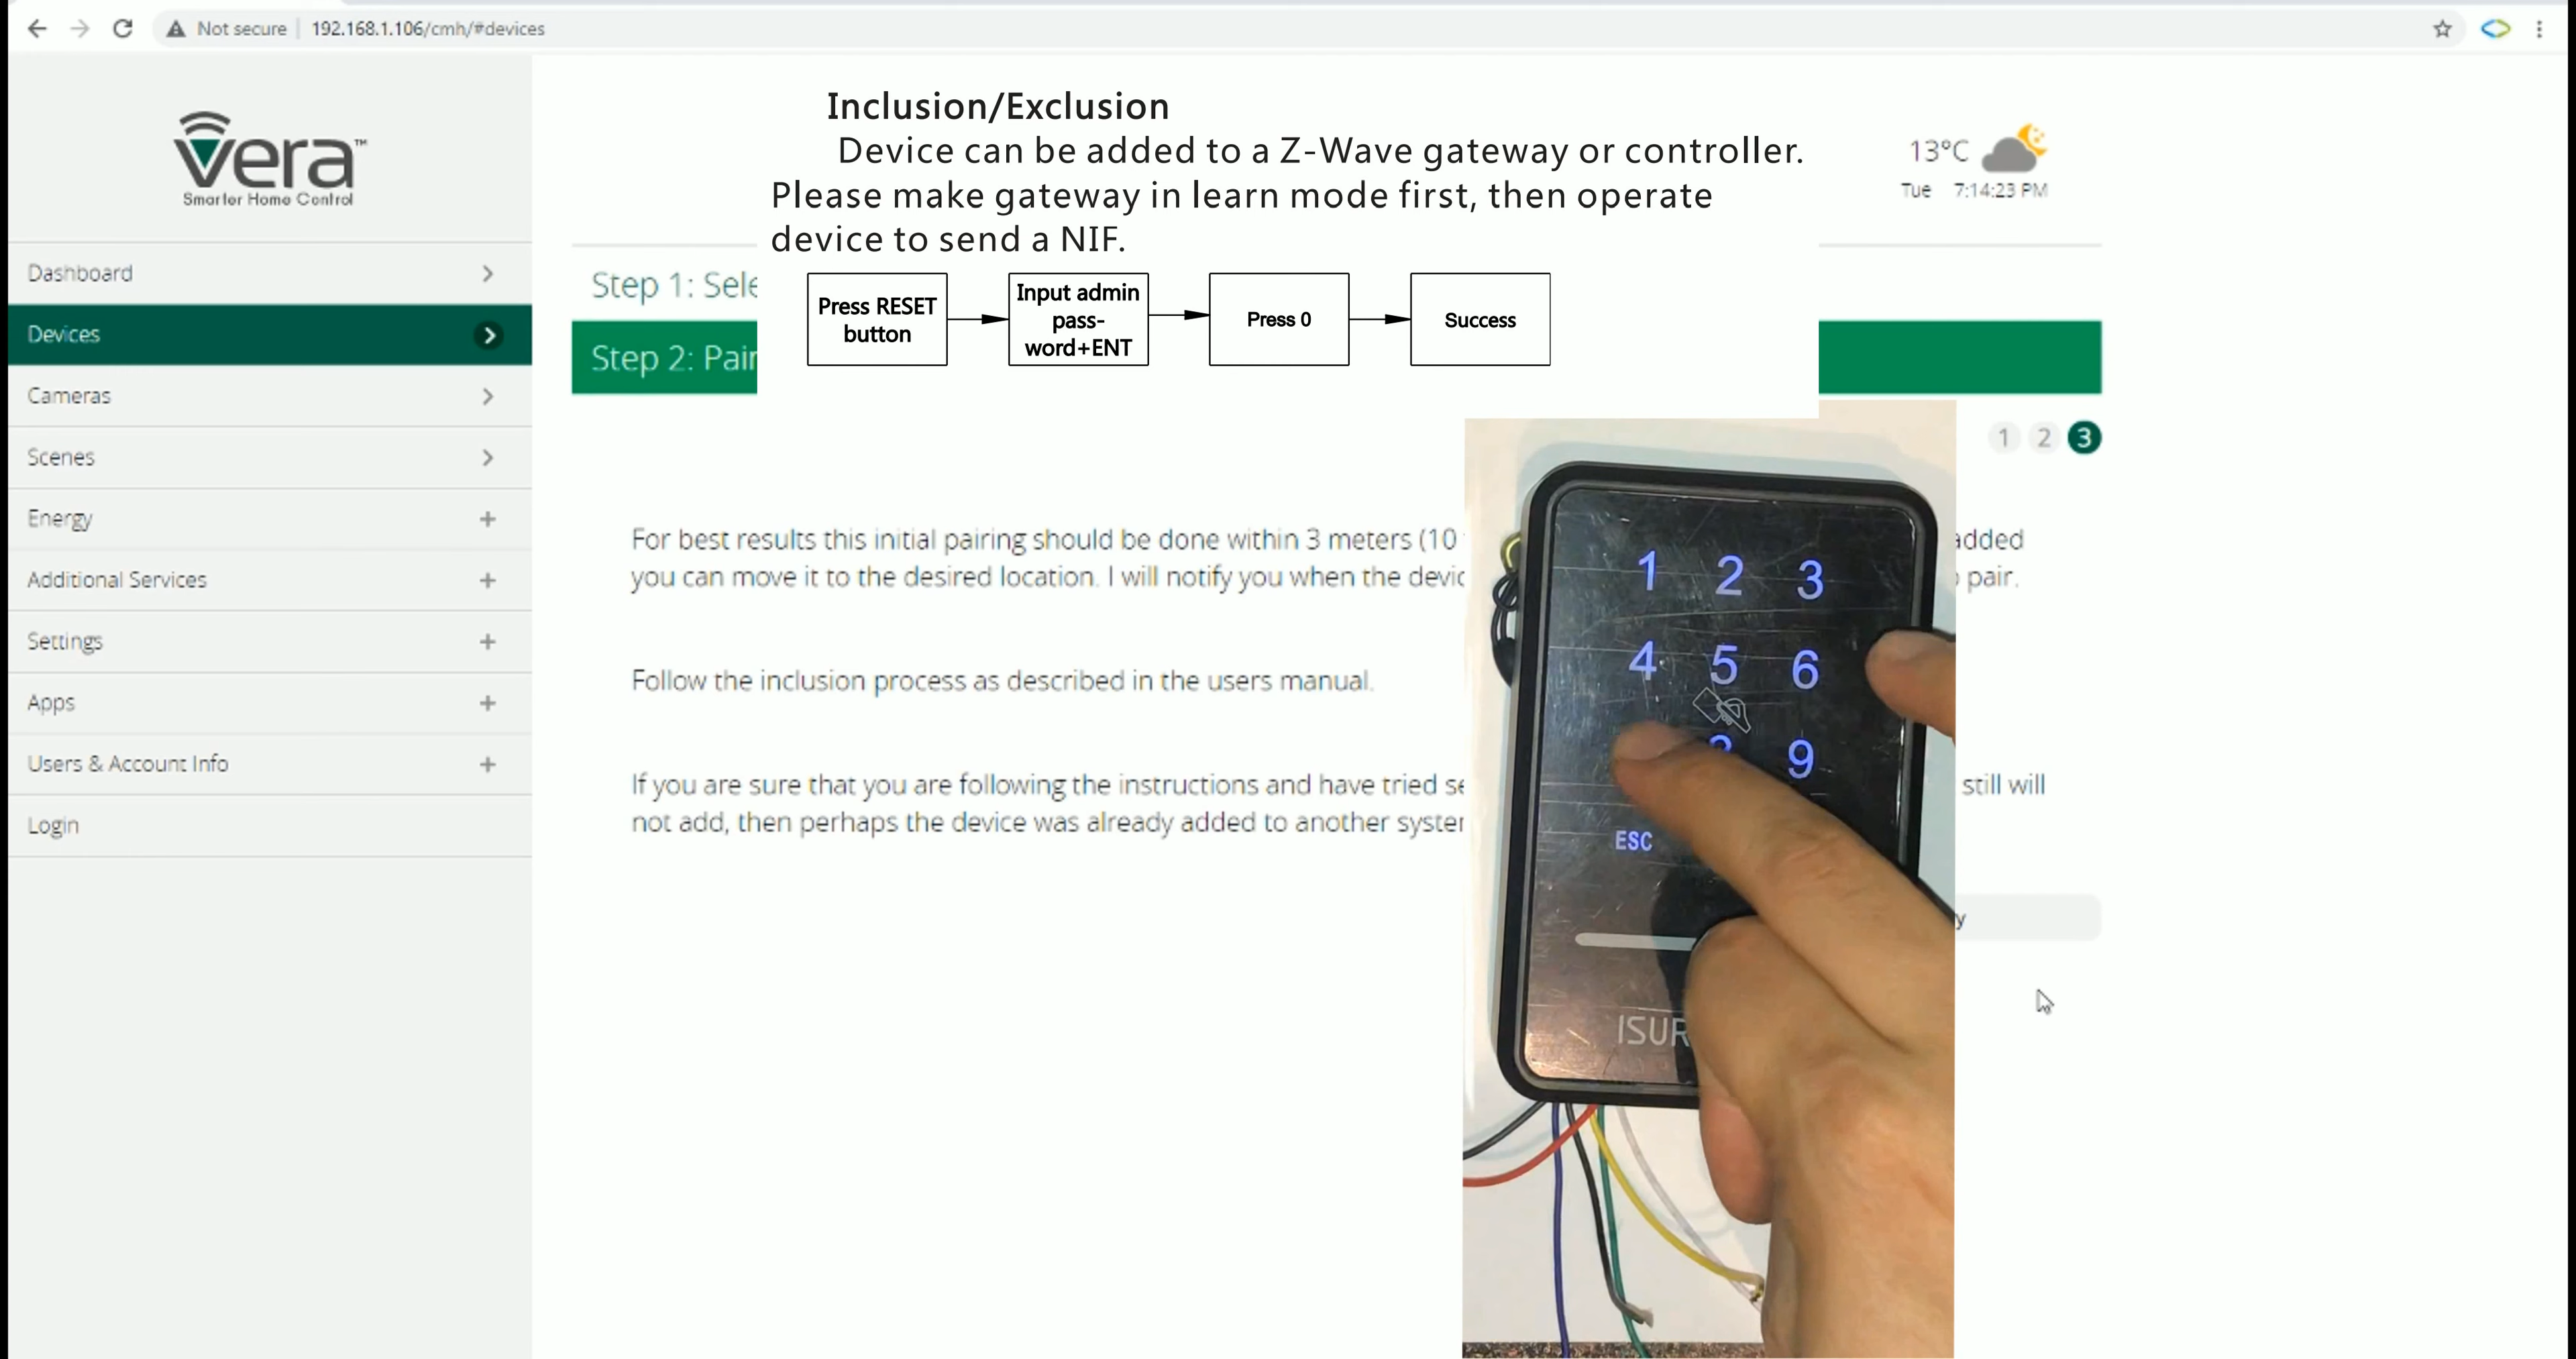 Not secure
192.168.1.106/cmh/#devices
vera™
Smarter Home Control
Dashboard
Devices
Cameras
Scenes
Energy
Additional Services
Settings
Apps
Users & Account Info
Login
Inclusion/Exclusion
Device can be added to a Z-Wave gateway or controller.
Please make gateway in learn mode first, then operate
device to send a NIF.
Press RESET
button
Input admin
pass-
word+ENT
Press 0
Success
13°C
Tue 7:14:23 PM
Step 1: Sele
Step 2: Pair
1 2 3
For best results this initial pairing should be done within 3 meters (10 added
you can move it to the desired location. I will notify you when the devic pair.
Follow the inclusion process as described in the users manual.
If you are sure that you are following the instructions and have tried se still will
not add, then perhaps the device was already added to another system
y
1 2 3
4 5 6
9
ESC
ISUR